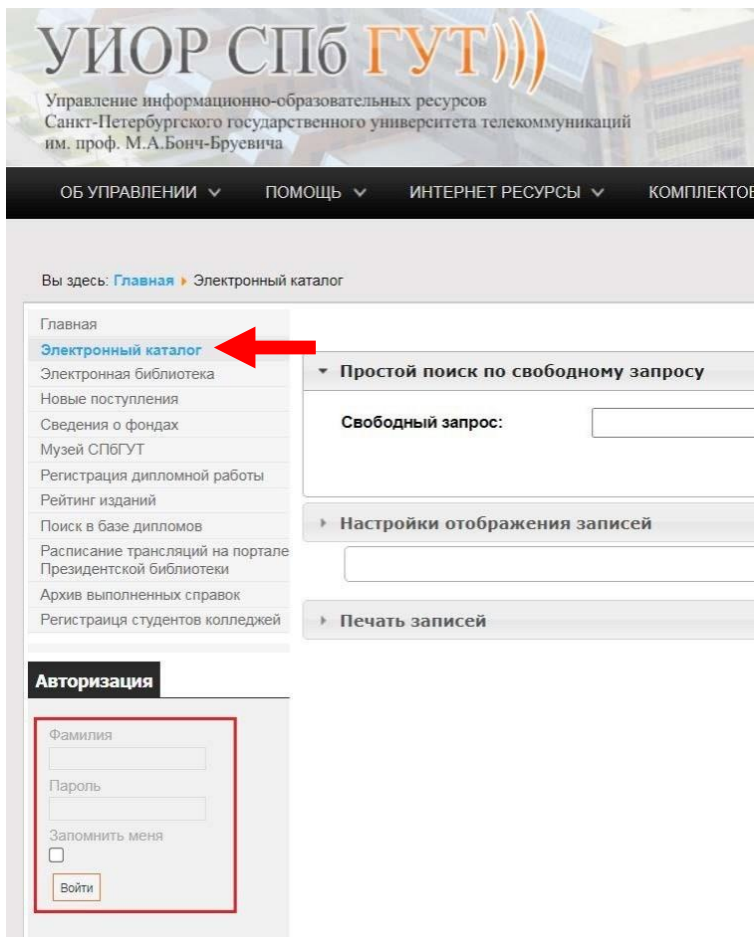 УИОР СПб ГУТ)))
Управление информационно-образовательных ресурсов
Санкт-Петербургского государственного университета телекоммуникаций
им. проф. М.А.Бонч-Бруевича
ОБ УПРАВЛЕНИИ ПОМОЩЬ ИНТЕРНЕТ РЕСУРСЫ КОМПЛЕКТОВ
Вы здесь: Главная Электронный каталог
Главная
Электронный каталог
Электронная библиотека
Новые поступления
Сведения о фондах
Музей СПбГУТ
Регистрация дипломной работы
Рейтинг изданий
Поиск в базе дипломов
Расписание трансляций на портале
Президентской библиотеки
Архив выполненных справок
Регистраиця студентов колледжей
Простой поиск по свободному запросу
Свободный запрос:
Настройки отображения записей
Печать записей
Авторизация
Фамилия
Пароль
Запомнить меня
Войти